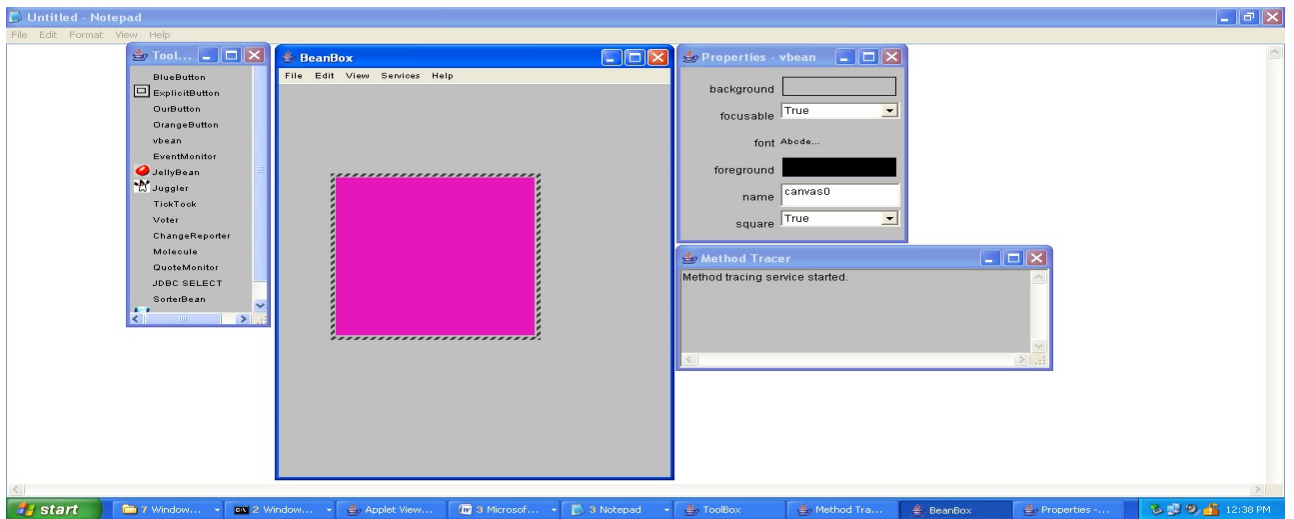 Untitled - Notepad
File Edit Format View Help
Tool...
BlueButton
ExplicitButton
OurButton
OrangeButton
vbean
EventMonitor
JellyBean
Juggler
TickTock
Voter
ChangeReporter
Molecule
QuoteMonitor
JDBC SELECT
SorterBean
BeanBox
File Edit View Services Help
Properties - vbean
background
focusable True
font Abcde...
foreground
name canvas0
square True
Method Tracer
Method tracing service started.
start 7 Window... 2 Window... Applet View... 3 Microsof... 3 Notepad ToolBox Method Tra... BeanBox Properties -... 12:38 PM